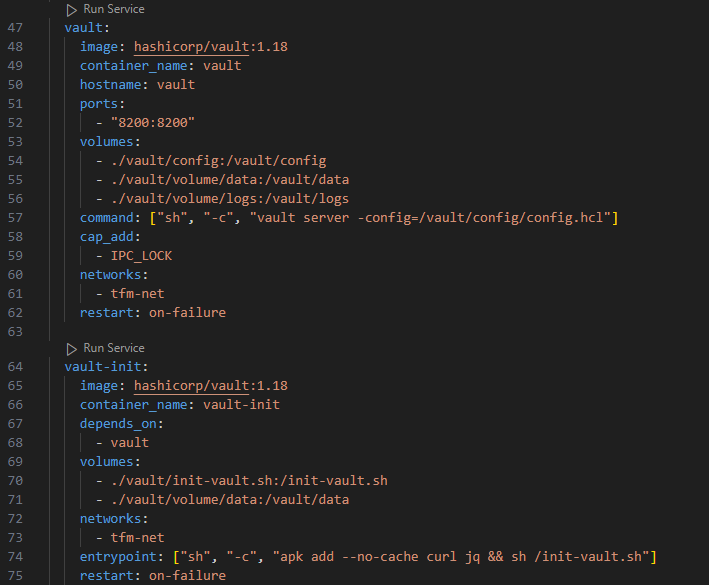 Run Service
47 vault:
48 image: hashicorp/vault:1.18
49 container_name: vault
50 hostname: vault
51 ports:
52 - "8200:8200"
53 volumes:
54 - ./vault/config:/vault/config
55 - ./vault/volume/data:/vault/data
56 - ./vault/volume/logs:/vault/logs
57 command: ["sh", "-c", "vault server -config=/vault/config/config.hcl"]
58 cap_add:
59 - IPC_LOCK
60 networks:
61 - tfm-net
62 restart: on-failure
63
Run Service
64 vault-init:
65 image: hashicorp/vault:1.18
66 container_name: vault-init
67 depends_on:
68 - vault
69 volumes:
70 - ./vault/init-vault.sh:/init-vault.sh
71 - ./vault/volume/data:/vault/data
72 networks:
73 - tfm-net
74 entrypoint: ["sh", "-c", "apk add --no-cache curl jq && sh /init-vault.sh"]
75 restart: on-failure